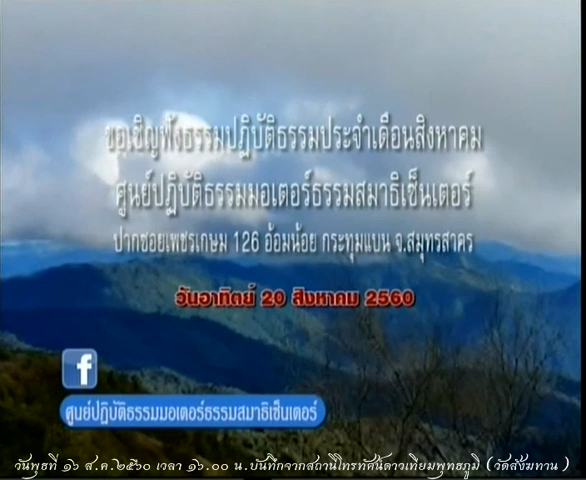 ขอเชิญฟังธรรมปฏิบัติธรรมประจำเดือนสิงหาคม
ศูนย์ปฏิบัติธรรมมอเตอร์ธรรมสมาธิเซ็นเตอร์
ปากซอยเพชรเกษม 126 อ้อมน้อย กระทุ่มแบน จ.สมุทรสาคร
วันอาทิตย์ 20 สิงหาคม 2560
f
ศูนย์ปฏิบัติธรรมมอเตอร์ธรรมสมาธิเซ็นเตอร์
วันพุธที่ ๑๖ ส.ค.๒๕๖๐ เวลา ๑๖.๐๐ น.บันทึกจากสถานีโทรทัศน์ดาวเทียมพุทธภูมิ (วัดสังฆทาน)